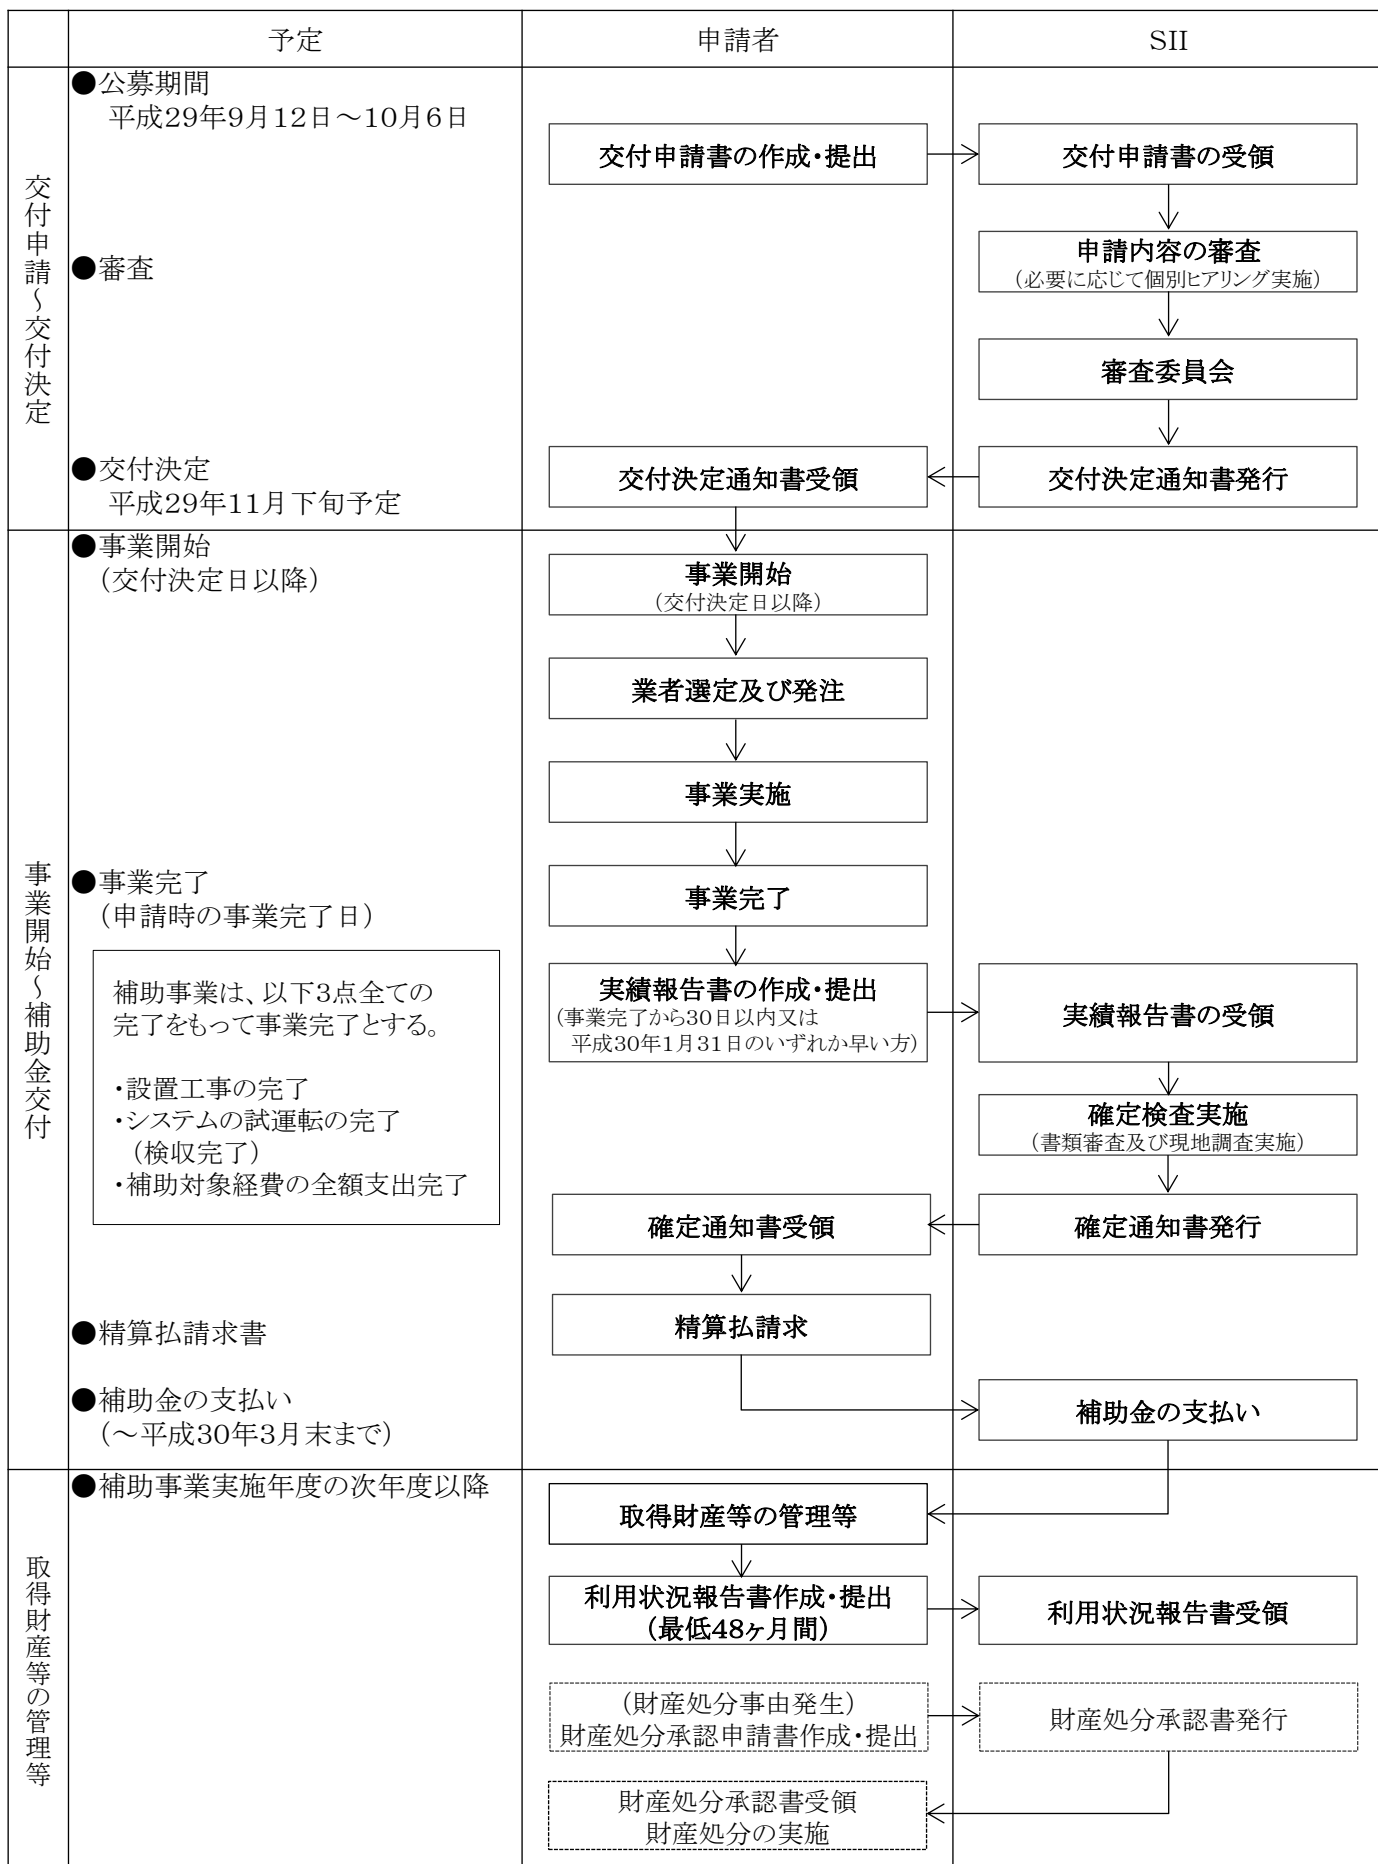 予定
申請者
SII
交付申請～交付決定
●公募期間
平成29年9月12日～10月6日
交付申請書の作成・提出
交付申請書の受領
●審査
申請内容の審査
（必要に応じて個別ヒアリング実施）
審査委員会
●交付決定
平成29年11月下旬予定
交付決定通知書受領
交付決定通知書発行
事業開始～補助金交付
●事業開始
（交付決定日以降）
事業開始
（交付決定日以降）
業者選定及び発注
事業実施
●事業完了
（申請時の事業完了日）
事業完了
補助事業は、以下3点全ての
完了をもって事業完了とする。
・設置工事の完了
・システムの試運転の完了
（検収完了）
・補助対象経費の全額支出完了
実績報告書の作成・提出
（事業完了から30日以内又は
平成30年1月31日のいずれか早い方）
実績報告書の受領
確定検査実施
（書類審査及び現地調査実施）
確定通知書受領
確定通知書発行
●精算払請求書
精算払請求
●補助金の支払い
（～平成30年3月末まで）
補助金の支払い
取得財産等の管理等
●補助事業実施年度の次年度以降
取得財産等の管理等
利用状況報告書作成・提出
（最低48ヶ月間）
利用状況報告書受領
（財産処分事由発生）
財産処分承認申請書作成・提出
財産処分承認書発行
財産処分承認書受領
財産処分の実施